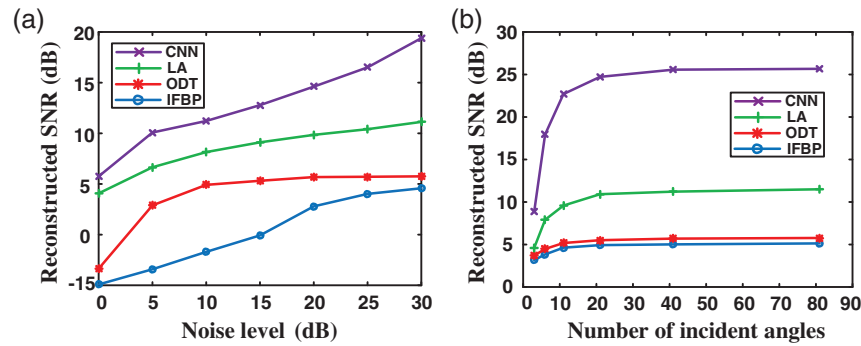 (a)
Reconstructed SNR (dB)
20
15
10
5
0
-15
CNN
LA
ODT
IFBP
0 5 10 15 20 25 30
Noise level (dB)
(b)
Reconstructed SNR (dB)
30
25
20
15
10
5
0
CNN
LA
ODT
IFBP
0 10 20 30 40 50 60 70 80 90
Number of incident angles